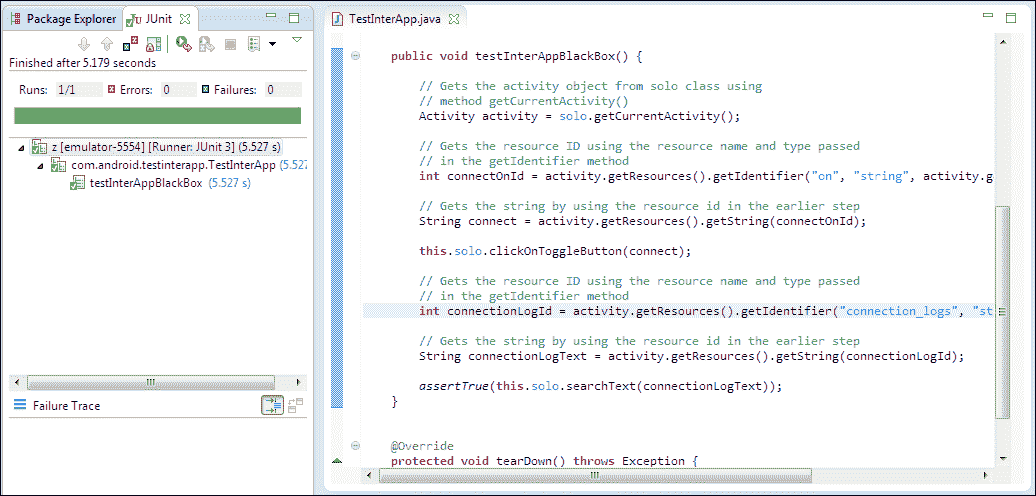 Package Explorer
JUnit
Finished after 5.179 seconds
Runs: 1/1 Errors: 0 Failures: 0
z [emulator-5554] [Runner: JUnit 3] (5.527 s)
com.android.testinterapp.TestInterApp (5.527
testInterAppBlackBox (5.527 s)
Failure Trace
TestInterApp.java
public void testInterAppBlackBox() {
// Gets the activity object from solo class using
// method getCurrentActivity()
Activity activity = solo.getCurrentActivity();
// Gets the resource ID using the resource name and type passed
// in the getIdentifier method
int connectOnId = activity.getResources().getIdentifier("on", "string", activity.g
// Gets the string by using the resource id in the earlier step
String connect = activity.getResources().getString(connectOnId);
this.solo.clickOnToggleButton(connect);
// Gets the resource ID using the resource name and type passed
// in the getIdentifier method
int connectionLogId = activity.getResources().getIdentifier("connection_logs", "st
// Gets the string by using the resource id in the earlier step
String connectionLogText = activity.getResources().getString(connectionLogId);
assertTrue(this.solo.searchText(connectionLogText));
}
@Override
protected void tearDown() throws Exception {